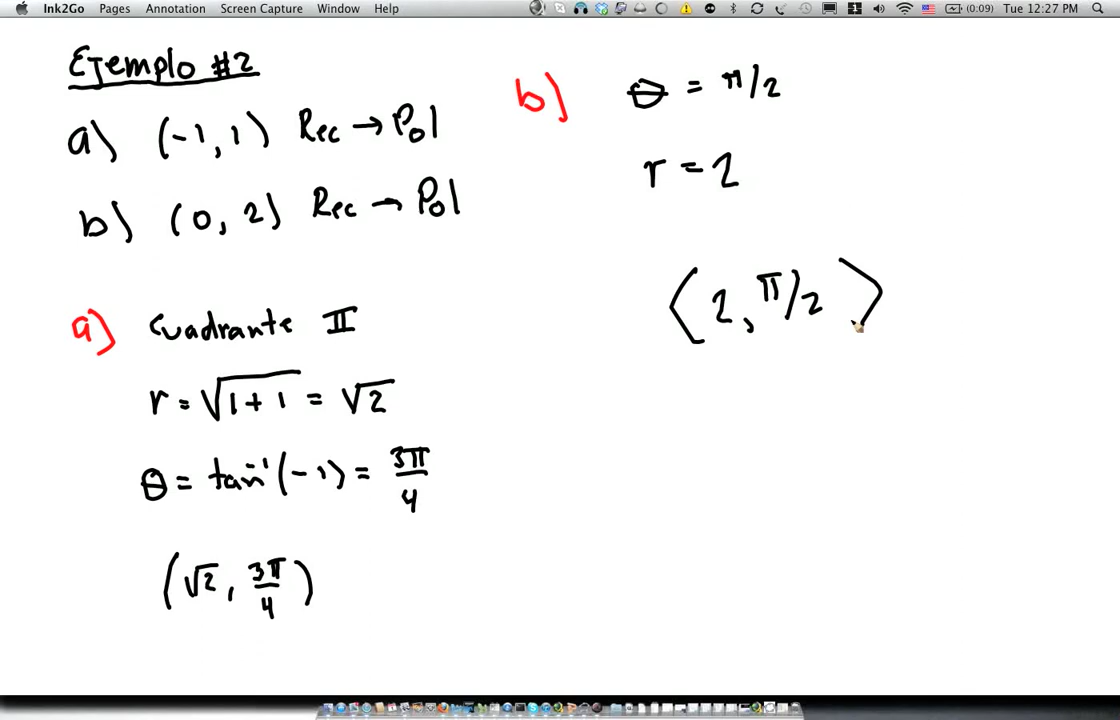 Ink2Go Pages Annotation Screen Capture Window Help (0:09) Tue 12:27 PM
Ejemplo #2
a) (-1, 1) Rec → Pol
b) (0, 2) Rec → Pol
a) Cuadrante II
r = √1+1 = √2
θ = tan⁻¹(-1) = 3π/4
(√2, 3π/4)
b) θ = π/2
r = 2
(2, π/2)